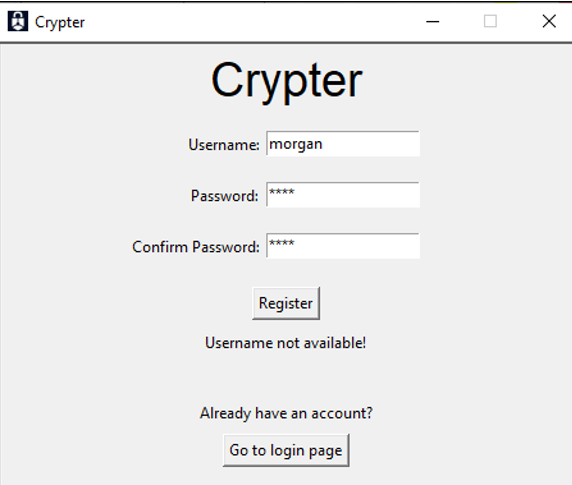 Crypter
Crypter
Username: morgan
Password: ****
Confirm Password: ****
Register
Username not available!
Already have an account?
Go to login page